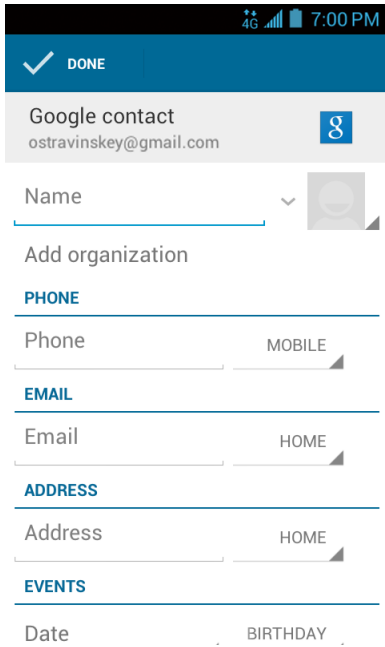 4G 7:00 PM
DONE
Google contact
ostravinskey@gmail.com
g
Name
Add organization
PHONE
Phone MOBILE
EMAIL
Email HOME
ADDRESS
Address HOME
EVENTS
Date BIRTHDAY